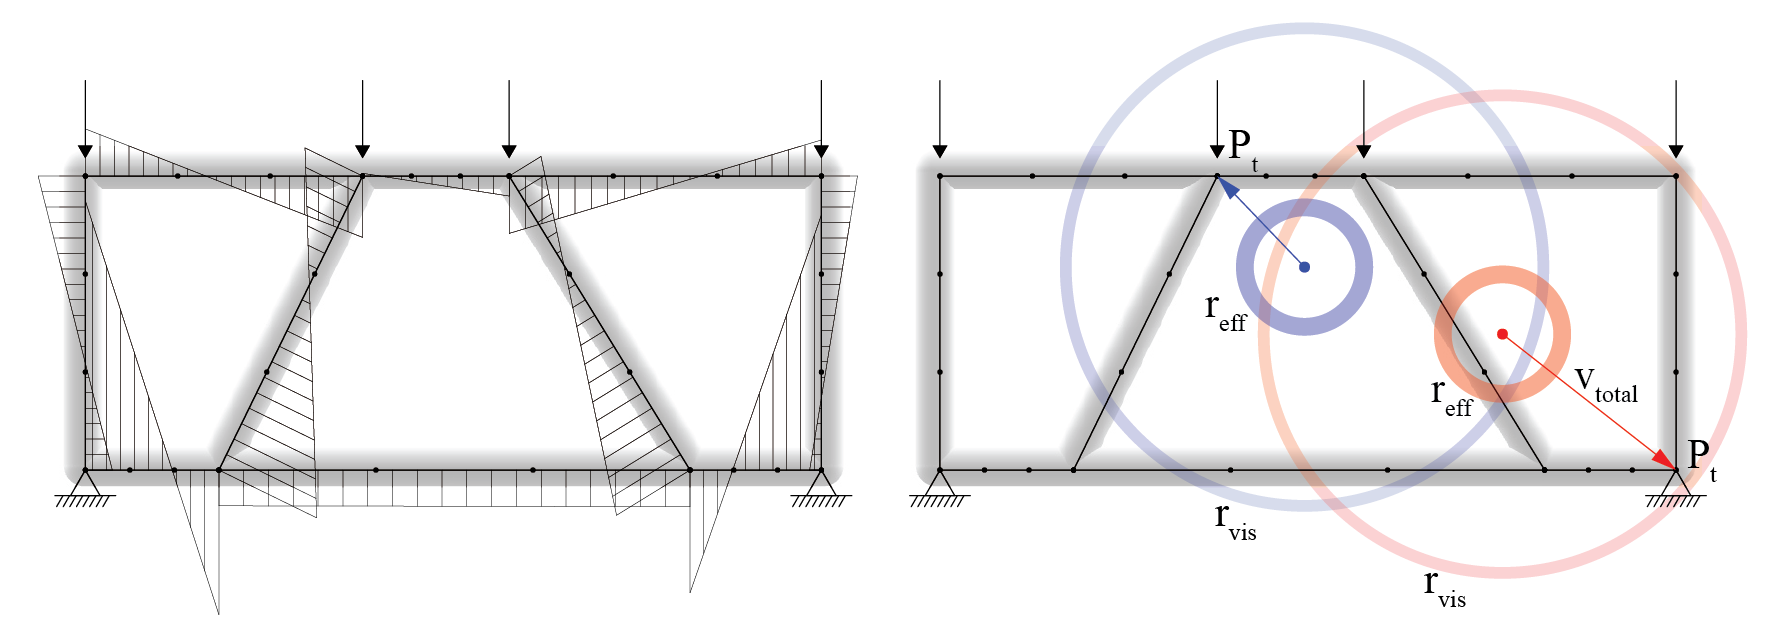 Pt
reff
Vtotal
reff
Pt
rvis
rvis